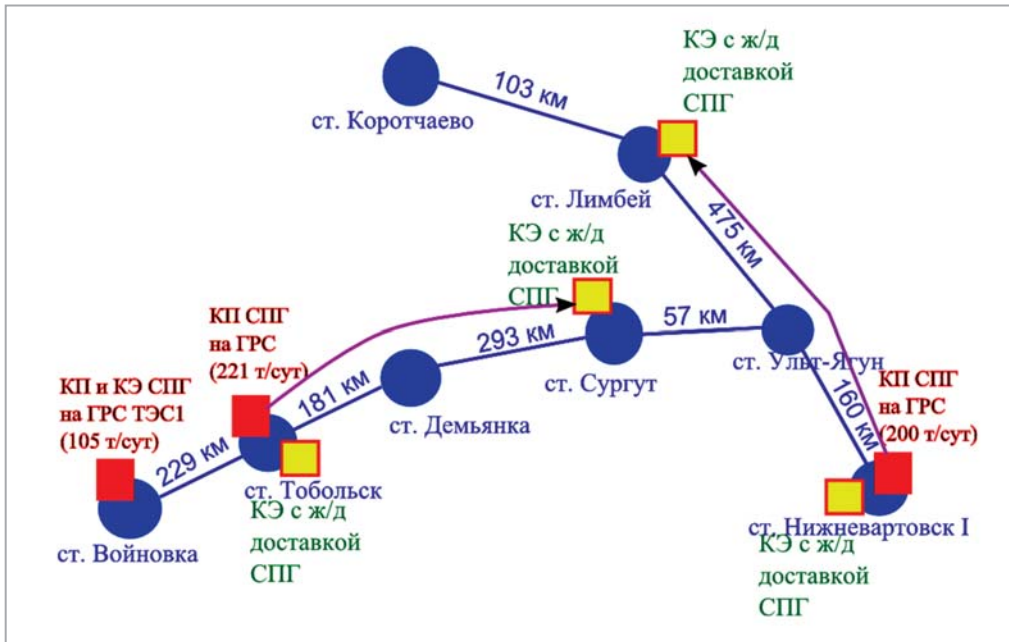 КЭ с ж/д
доставкой
СПГ
103 км
ст. Коротчаево
ст. Лимбей
475 км
КЭ с ж/д
доставкой
СПГ
КП СПГ
на ГРС
(221 т/сут)
293 км
57 км
ст. Ульт-Ягун
КП и КЭ СПГ
на ГРС ТЭС1
(105 т/сут)
181 км
ст. Сургут
КП СПГ
на ГРС
(200 т/сут)
160 км
ст. Демьянка
229 км
ст. Тобольск
КЭ с ж/д
доставкой
СПГ
ст. Войновка
ст. Нижневартовск I
КЭ с ж/д
доставкой
СПГ